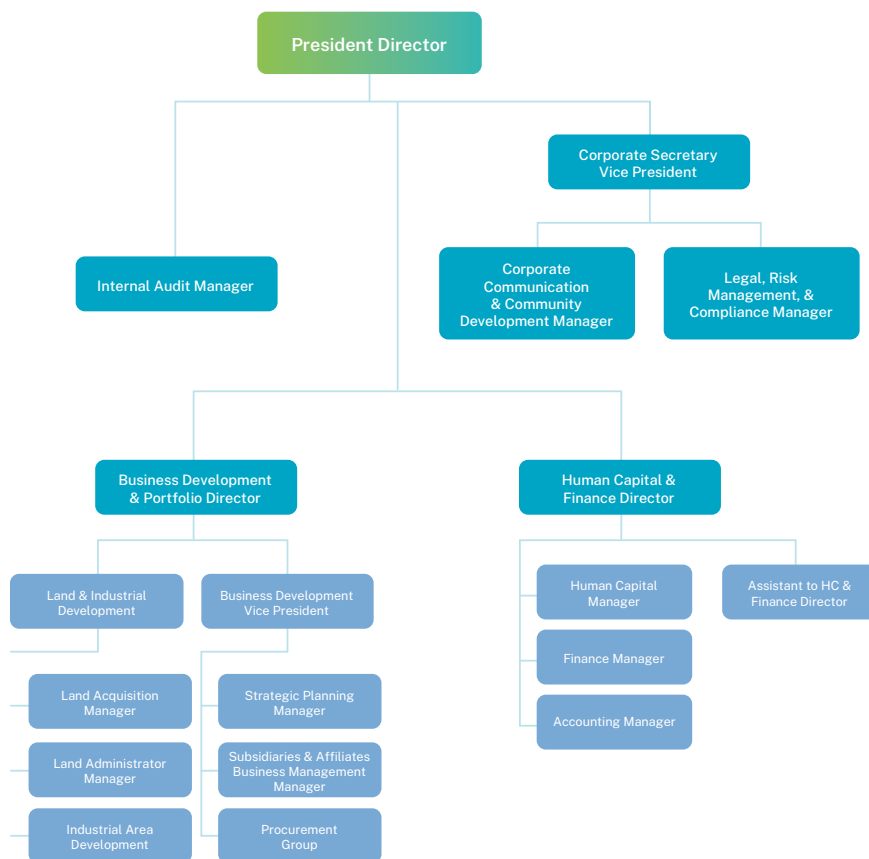 President Director
Corporate Secretary
Vice President
Internal Audit Manager
Corporate
Communication
& Community
Development Manager
Legal, Risk
Management, &
Compliance Manager
Business Development
& Portfolio Director
Human Capital &
Finance Director
Land & Industrial
Development
Business Development
Vice President
Human Capital
Manager
Assistant to HC &
Finance Director
Finance Manager
Accounting Manager
Land Acquisition
Manager
Strategic Planning
Manager
Land Administrator
Manager
Subsidiaries & Affiliates
Business Management
Manager
Industrial Area
Development
Procurement
Group